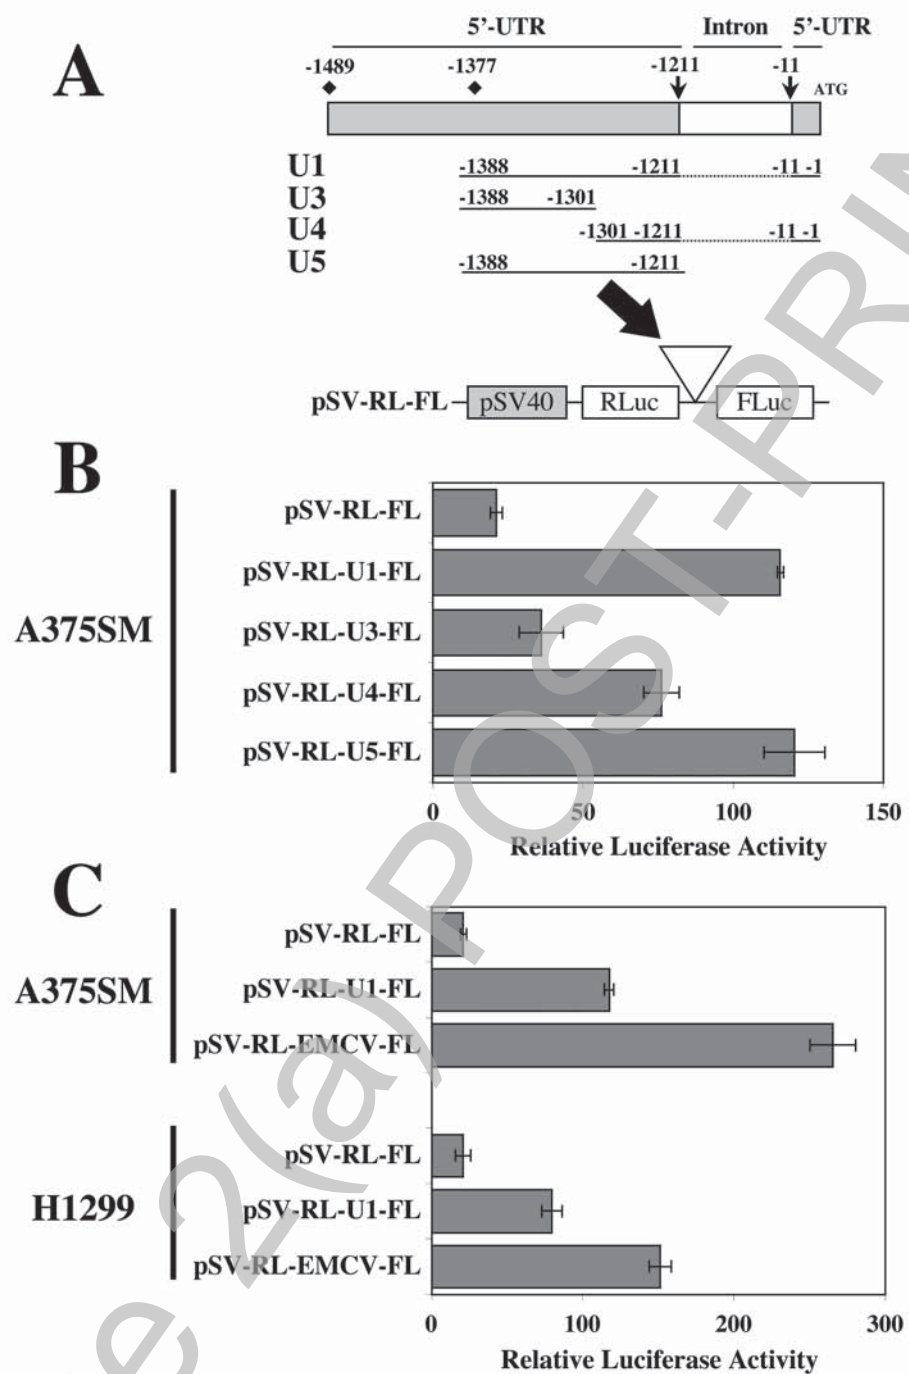 A
5'-UTR Intron 5'-UTR
-1489 -1377 -1211 -11 ATG
U1 -1388 -1211 -11 -1
U3 -1388 -1301
U4 -1301 -1211 -11 -1
U5 -1388 -1211
pSV-RL-FL pSV40 RLuc FLuc
B
A375SM
pSV-RL-FL
pSV-RL-U1-FL
pSV-RL-U3-FL
pSV-RL-U4-FL
pSV-RL-U5-FL
0 50 100 150
Relative Luciferase Activity
C
A375SM
pSV-RL-FL
pSV-RL-U1-FL
pSV-RL-EMCV-FL
H1299
pSV-RL-FL
pSV-RL-U1-FL
pSV-RL-EMCV-FL
0 100 200 300
Relative Luciferase Activity
e 2(a) POST-PRIN